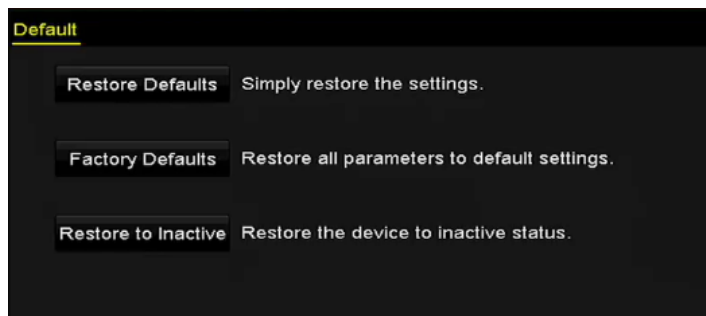 Default
Restore Defaults Simply restore the settings.
Factory Defaults Restore all parameters to default settings.
Restore to Inactive Restore the device to inactive status.